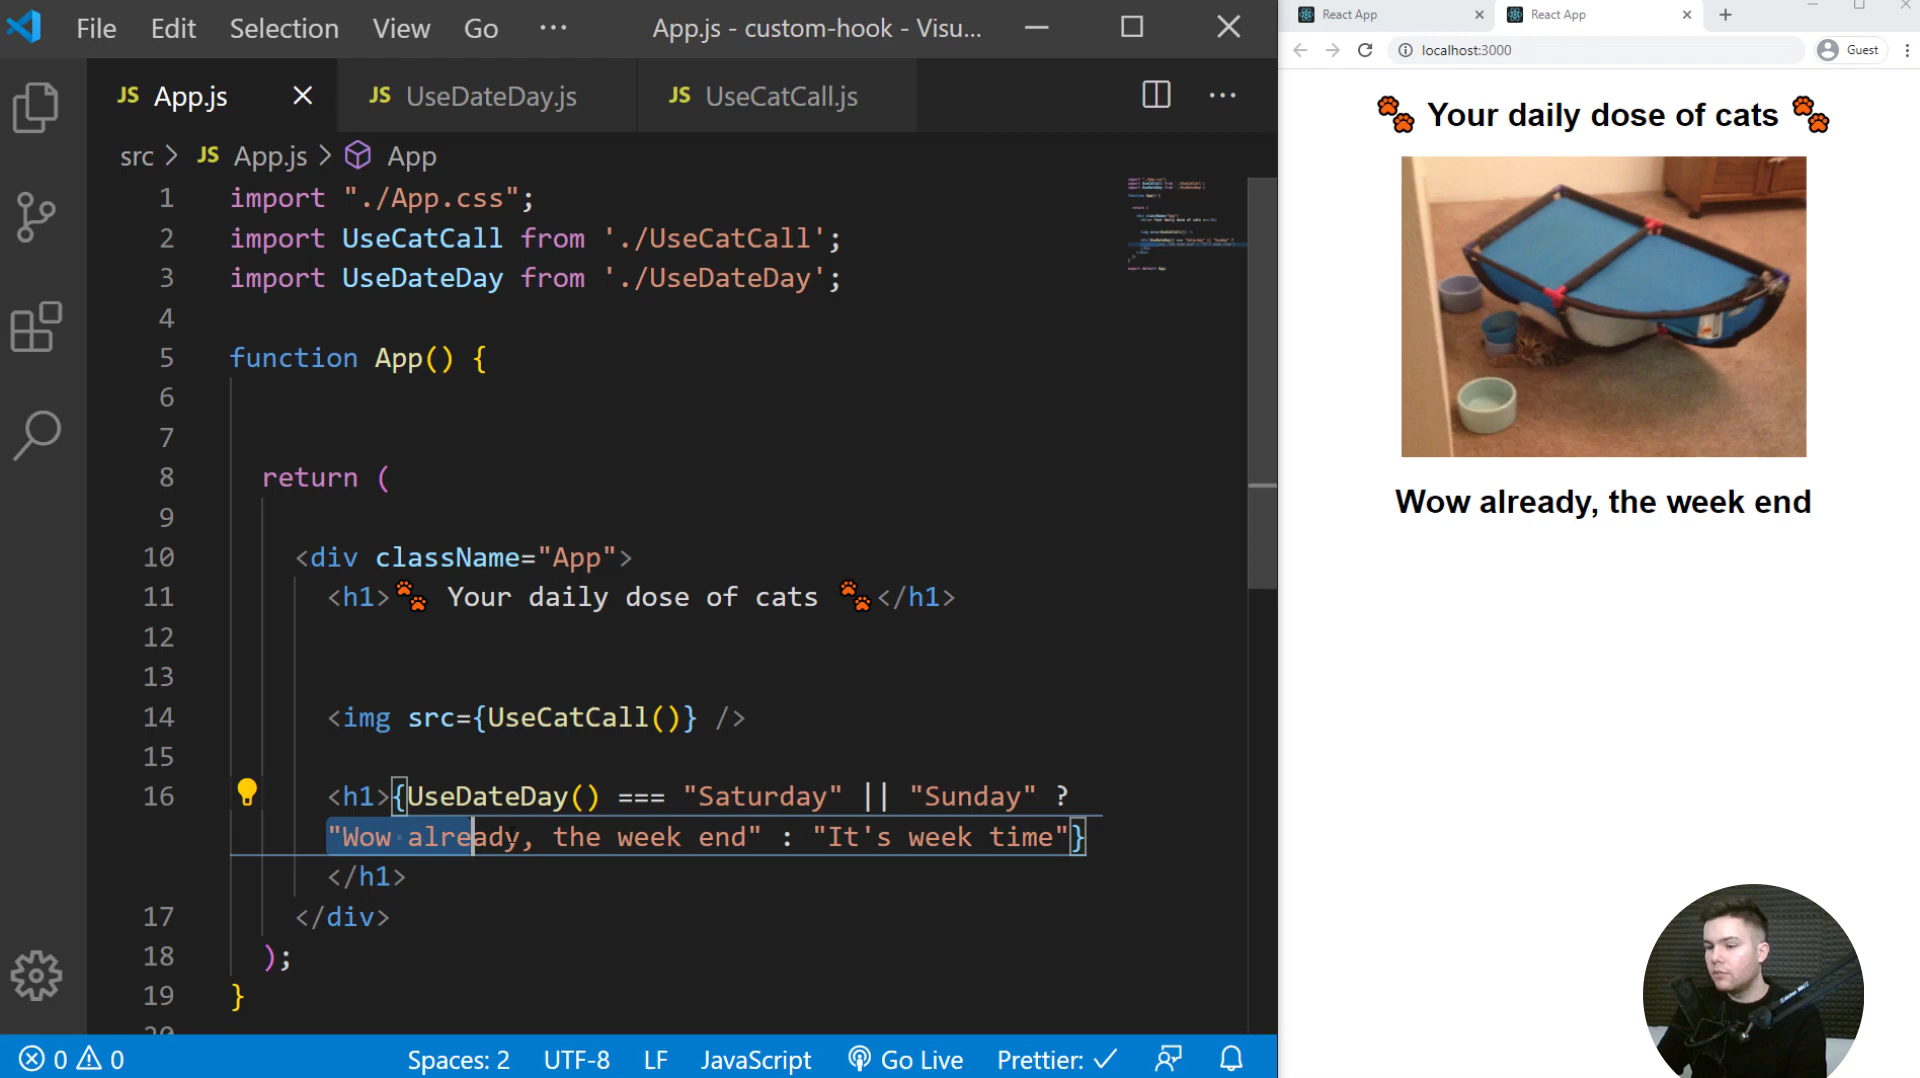 File Edit Selection View Go ··· App.js - custom-hook - Visu...
JS App.js JS UseDateDay.js JS UseCatCall.js
src > JS App.js > App
1 import "./App.css";
2 import UseCatCall from './UseCatCall';
3 import UseDateDay from './UseDateDay';
4
5 function App() {
6
7
8 return (
9
10 <div className="App">
11 <h1>🐾 Your daily dose of cats 🐾</h1>
12
13
14 <img src={UseCatCall()} />
15
16 <h1>{UseDateDay() === "Saturday" || "Sunday" ?
"Wow already, the week end" : "It's week time"}
</h1>
17 </div>
18 );
19 }
20
0 0 Spaces: 2 UTF-8 LF JavaScript Go Live Prettier: ✓
React App React App
localhost:3000 Guest
🐾 Your daily dose of cats 🐾
Wow already, the week end